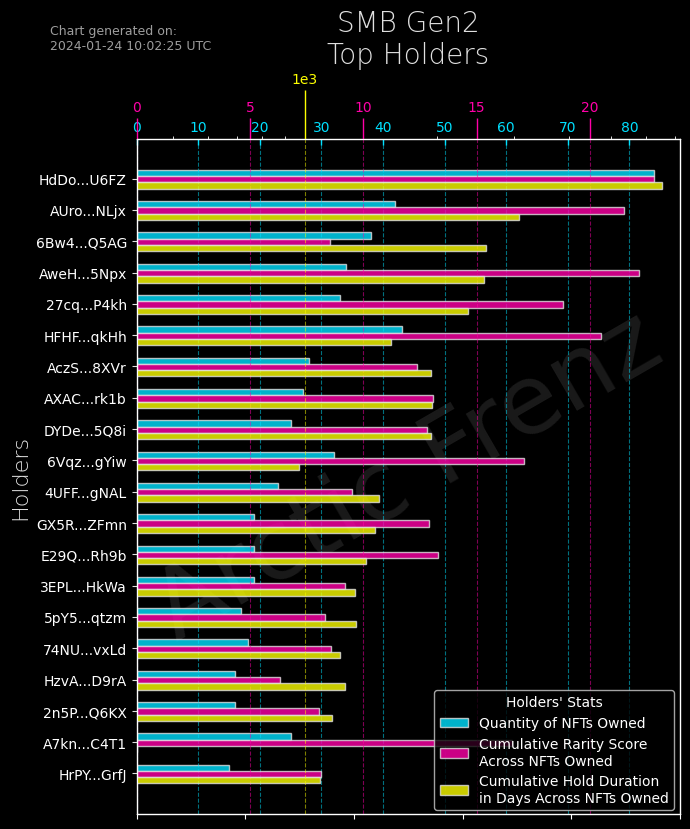 Chart generated on:
2024-01-24 10:02:25 UTC
SMB Gen2
Top Holders
1e3
0 5 10 15 20
0 10 20 30 40 50 60 70 80
Holders
HdDo...U6FZ
AUro...NLjx
6Bw4...Q5AG
AweH...5Npx
27cq...P4kh
HFHF...qkHh
AczS...8XVr
AXAC...rk1b
DYDe...5Q8i
6Vqz...gYiw
4UFF...gNAL
GX5R...ZFmn
E29Q...Rh9b
3EPL...HkWa
5pY5...qtzm
74NU...vxLd
HzvA...D9rA
2n5P...Q6KX
A7kn...C4T1
HrPY...GrfJ
Arctic Frenz
Holders' Stats
Quantity of NFTs Owned
Cumulative Rarity Score
Across NFTs Owned
Cumulative Hold Duration
in Days Across NFTs Owned